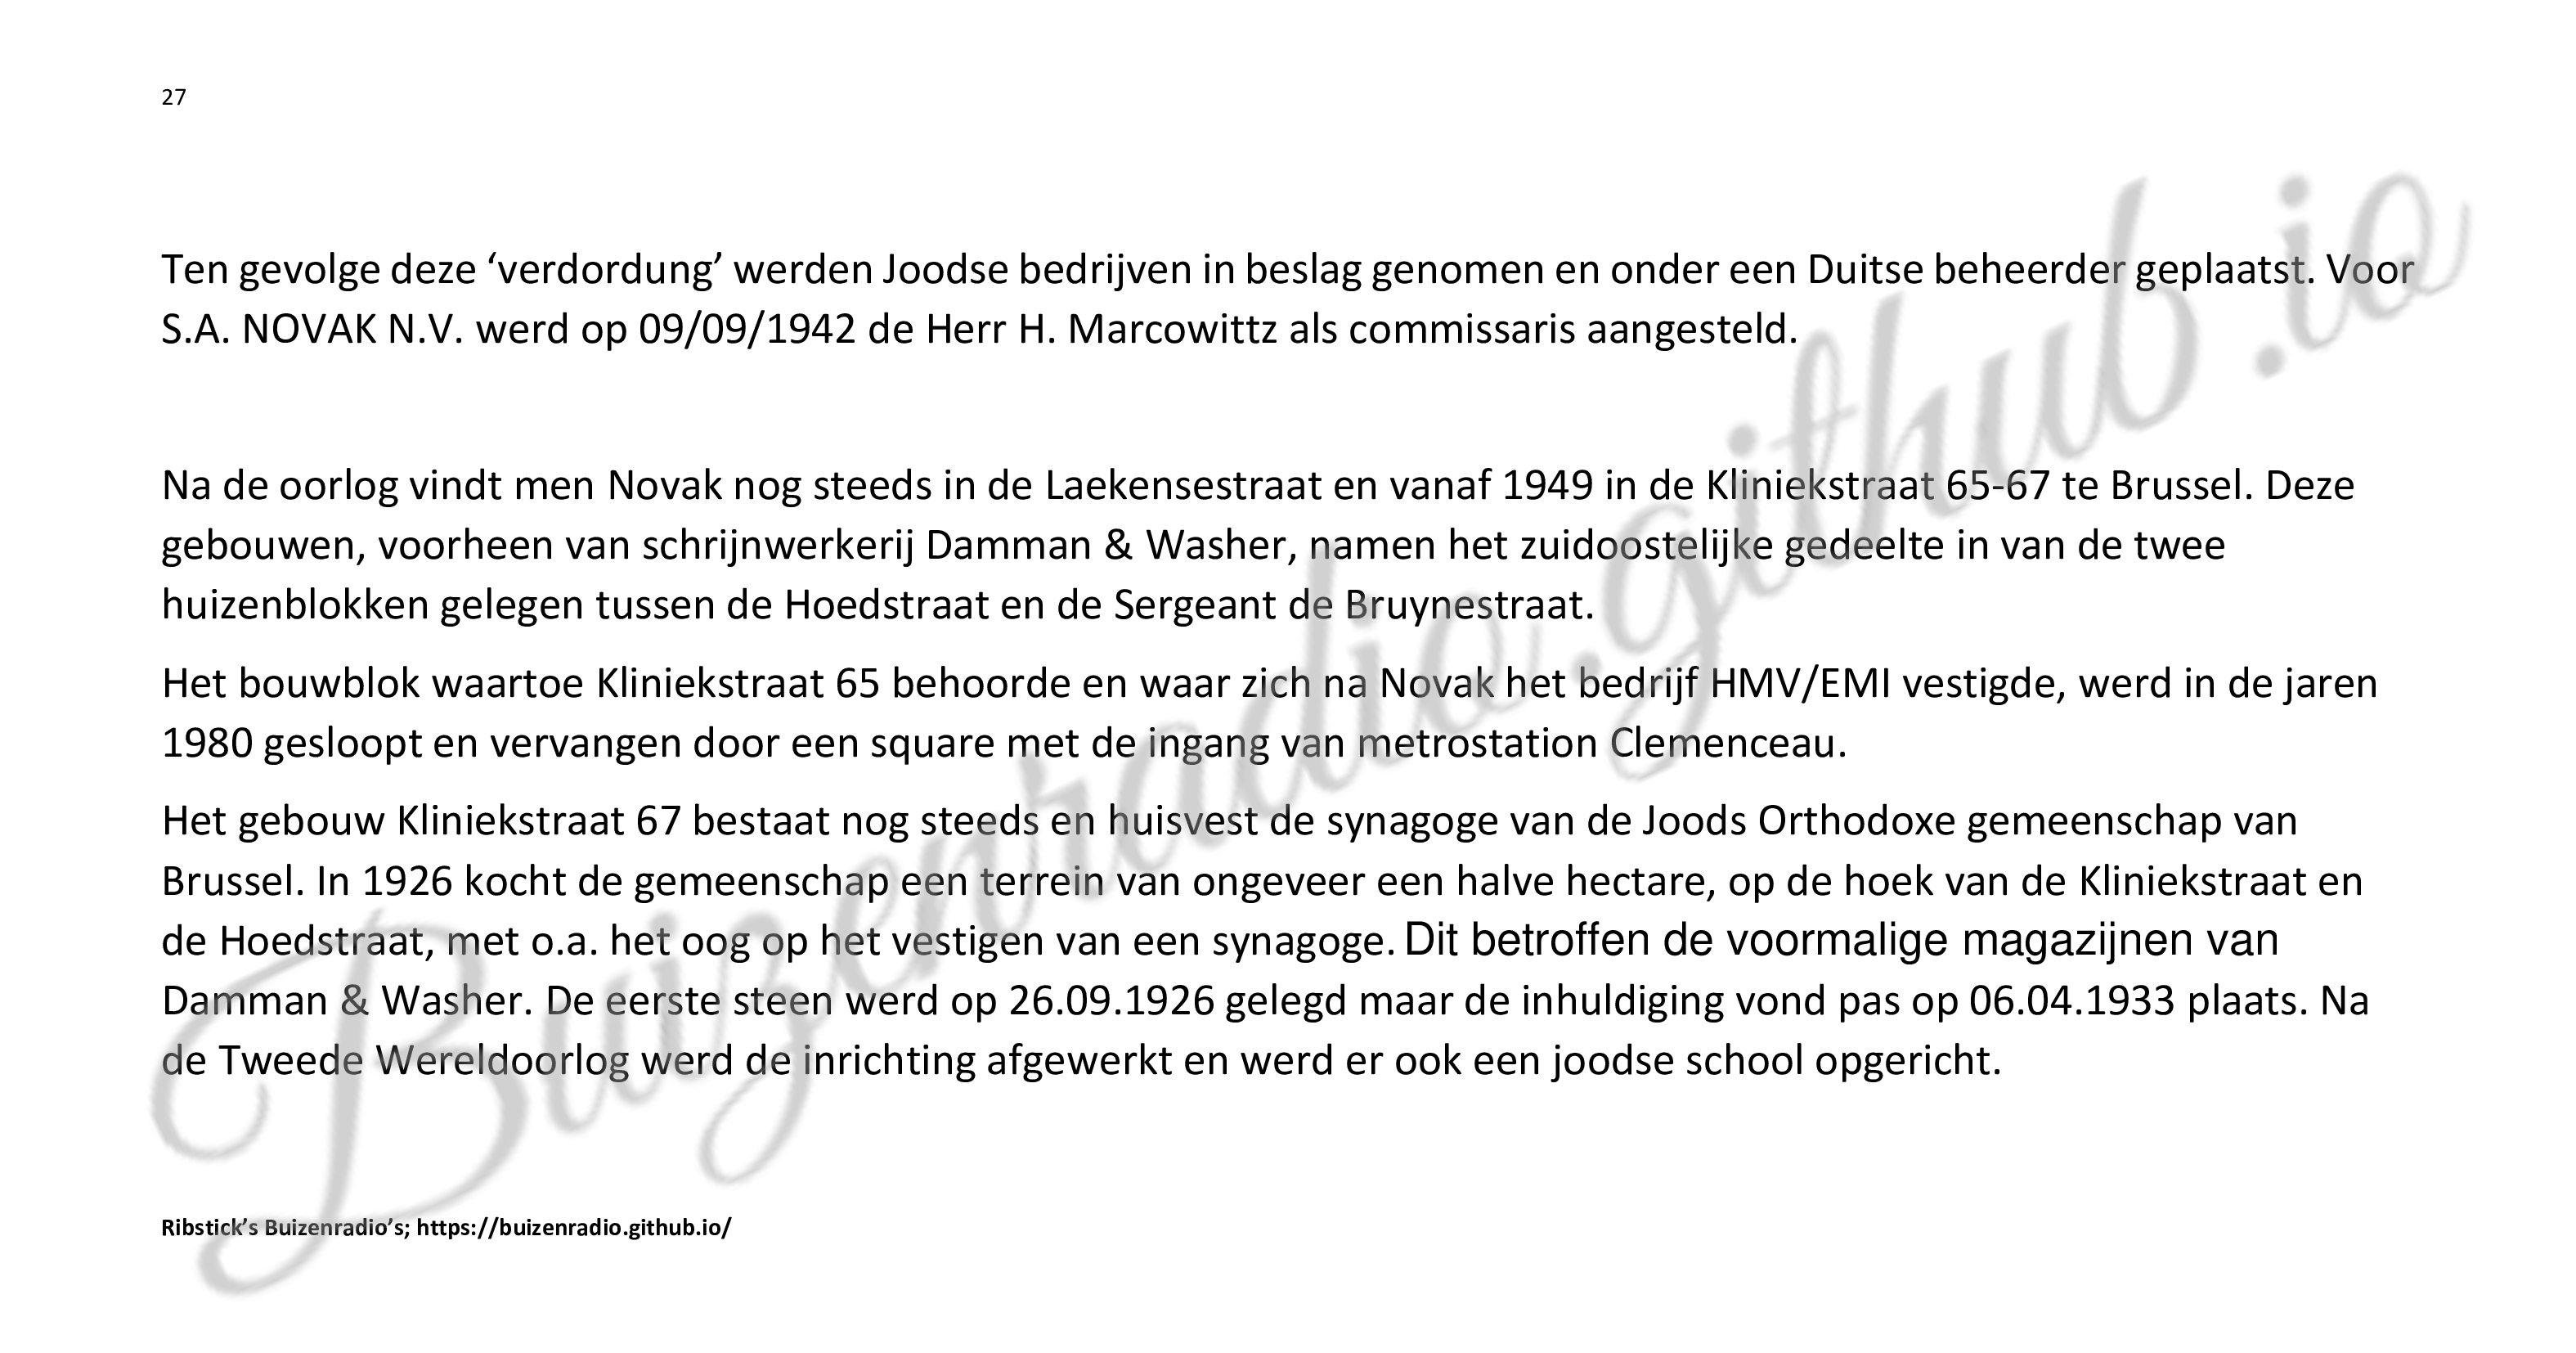 27
Ten gevolge deze ‘verdordung’ werden Joodse bedrijven in beslag genomen en onder een Duitse beheerder geplaatst. Voor
S.A. NOVAK N.V. werd op 09/09/1942 de Herr H. Marcowittz als commissaris aangesteld.
Na de oorlog vindt men Novak nog steeds in de Laekensestraat en vanaf 1949 in de Kliniekstraat 65-67 te Brussel. Deze
gebouwen, voorheen van schrijnwerkerij Damman & Washer, namen het zuidoostelijke gedeelte in van de twee
huizenblokken gelegen tussen de Hoedstraat en de Sergeant de Bruynestraat.
Het bouwblok waartoe Kliniekstraat 65 behoorde en waar zich na Novak het bedrijf HMV/EMI vestigde, werd in de jaren
1980 gesloopt en vervangen door een square met de ingang van metrostation Clemenceau.
Het gebouw Kliniekstraat 67 bestaat nog steeds en huisvest de synagoge van de Joods Orthodoxe gemeenschap van
Brussel. In 1926 kocht de gemeenschap een terrein van ongeveer een halve hectare, op de hoek van de Kliniekstraat en
de Hoedstraat, met o.a. het oog op het vestigen van een synagoge. Dit betroffen de voormalige magazijnen van
Damman & Washer. De eerste steen werd op 26.09.1926 gelegd maar de inhuldiging vond pas op 06.04.1933 plaats. Na
de Tweede Wereldoorlog werd de inrichting afgewerkt en werd er ook een joodse school opgericht.
Ribstick’s Buizenradio’s; https://buizenradio.github.io/
Buizenradio.github.io